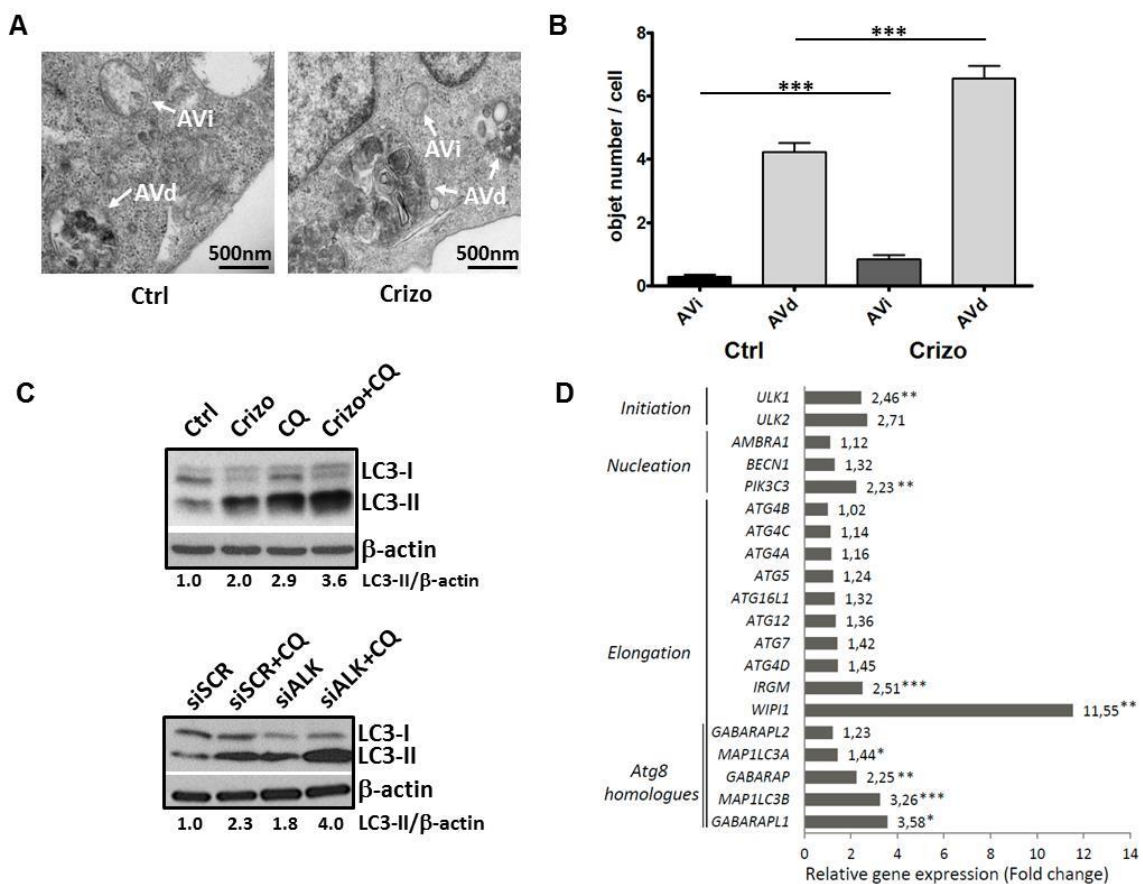 A
AVi
AVd
500nm
Ctrl
AVi
AVd
500nm
Crizo
B
objet number / cell
8
6
4
2
0
***
***
AVi
AVd
AVi
AVd
Ctrl
Crizo
C
Ctrl
Crizo
CQ
Crizo+CQ
LC3-I
LC3-II
β-actin
1.0 2.0 2.9 3.6 LC3-II/β-actin
siSCR
siSCR+CQ
siALK
siALK+CQ
LC3-I
LC3-II
β-actin
1.0 2.3 1.8 4.0 LC3-II/β-actin
D
Initiation
ULK1 2,46 **
ULK2 2,71
Nucleation
AMBRA1 1,12
BECN1 1,32
PIK3C3 2,23 **
Elongation
ATG4B 1,02
ATG4C 1,14
ATG4A 1,16
ATG5 1,24
ATG16L1 1,32
ATG12 1,36
ATG7 1,42
ATG4D 1,45
IRGM 2,51 ***
WIPI1 11,55 **
Atg8
homologues
GABARAPL2 1,23
MAP1LC3A 1,44 *
GABARAP 2,25 **
MAP1LC3B 3,26 ***
GABARAPL1 3,58 *
0 2 4 6 8 10 12 14
Relative gene expression (Fold change)